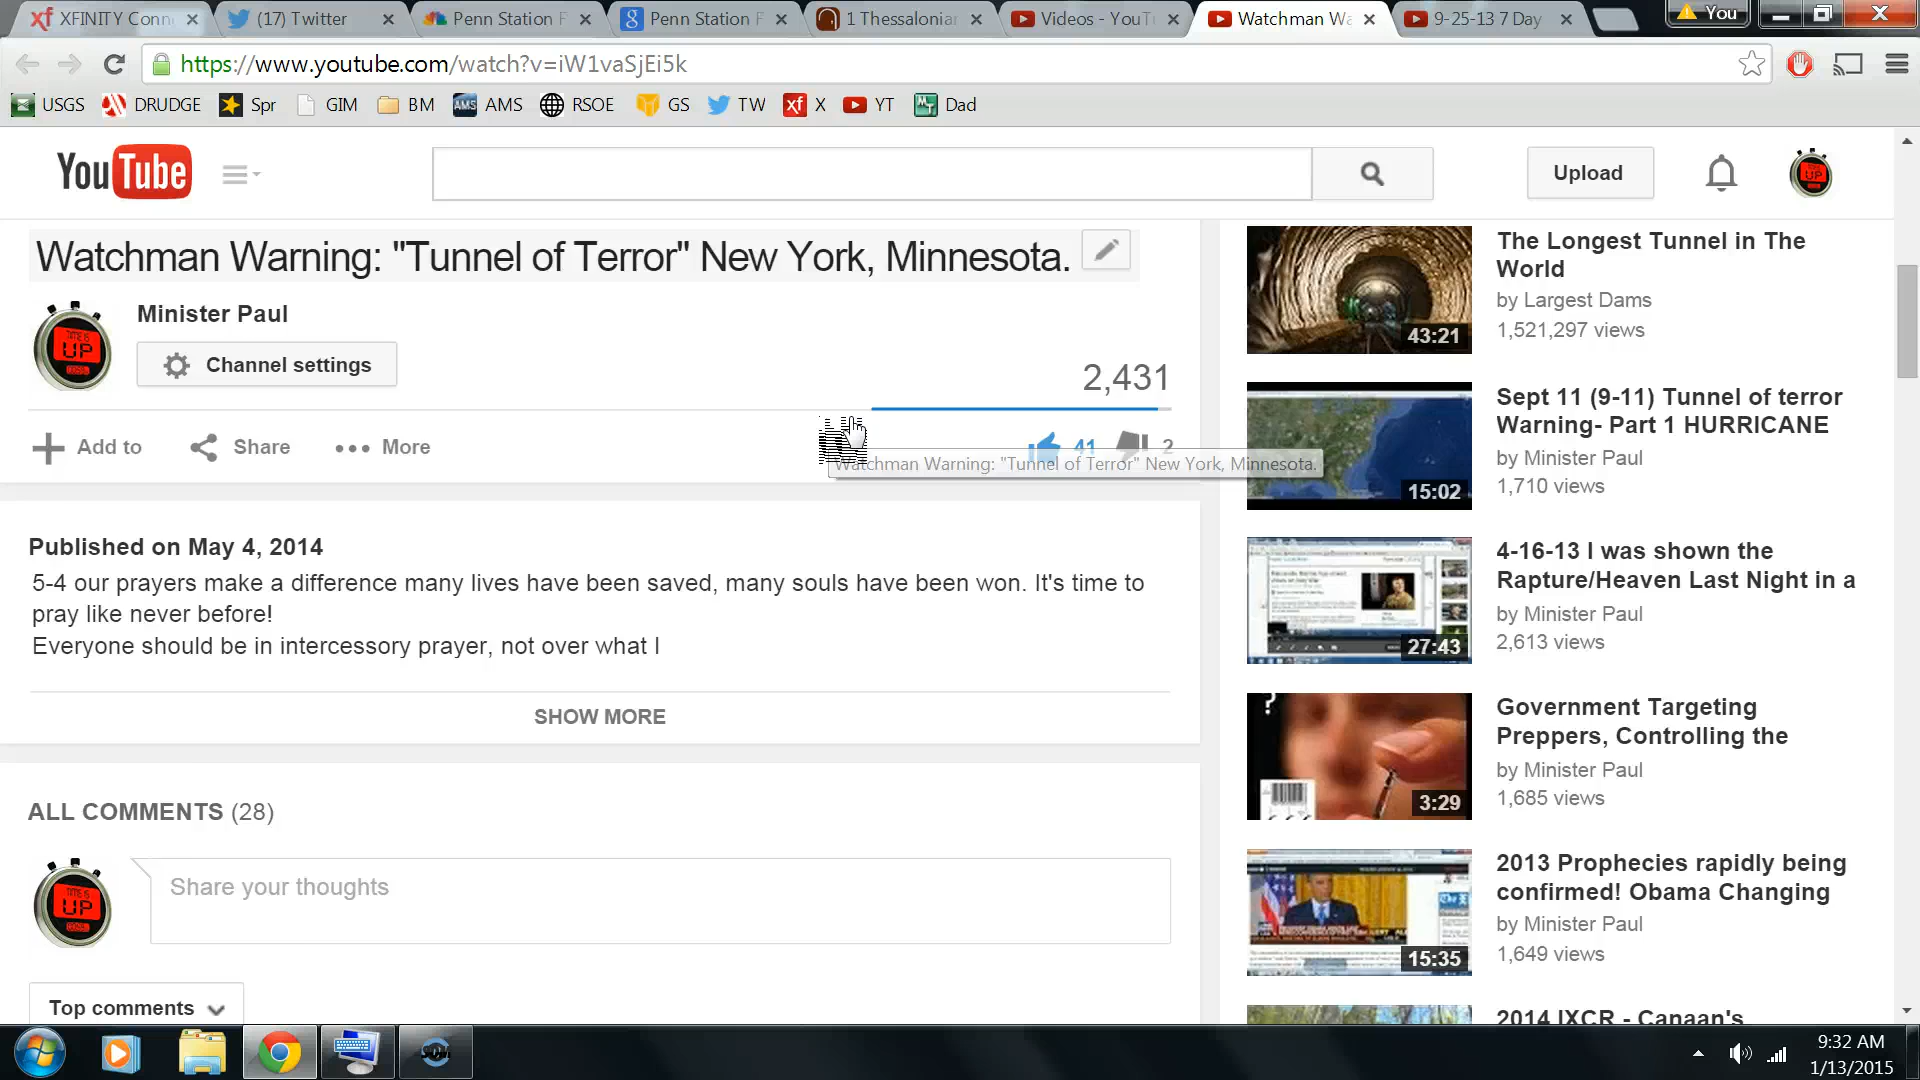 XFINITY Conn
(17) Twitter
Penn Station F
Penn Station F
1 Thessalonian
Videos - YouT
Watchman Wa
9-25-13 7 Day
You
https://www.youtube.com/watch?v=iW1vaSjEi5k
USGS
DRUDGE
Spr
GIM
BM
AMS
RSOE
GS
TW
X
YT
Dad
YouTube
Upload
Watchman Warning: "Tunnel of Terror" New York, Minnesota.
Minister Paul
Channel settings
2,431
Add to
Share
More
41
2
Watchman Warning: "Tunnel of Terror" New York, Minnesota.
Published on May 4, 2014
5-4 our prayers make a difference many lives have been saved, many souls have been won. It's time to
pray like never before!
Everyone should be in intercessory prayer, not over what I
SHOW MORE
ALL COMMENTS (28)
Share your thoughts
Top comments
The Longest Tunnel in The
World
by Largest Dams
1,521,297 views
43:21
Sept 11 (9-11) Tunnel of terror
Warning- Part 1 HURRICANE
by Minister Paul
1,710 views
15:02
4-16-13 I was shown the
Rapture/Heaven Last Night in a
by Minister Paul
2,613 views
27:43
Government Targeting
Preppers, Controlling the
by Minister Paul
1,685 views
3:29
2013 Prophecies rapidly being
confirmed! Obama Changing
by Minister Paul
1,649 views
15:35
2014 IXCR - Canaan's
9:32 AM
1/13/2015